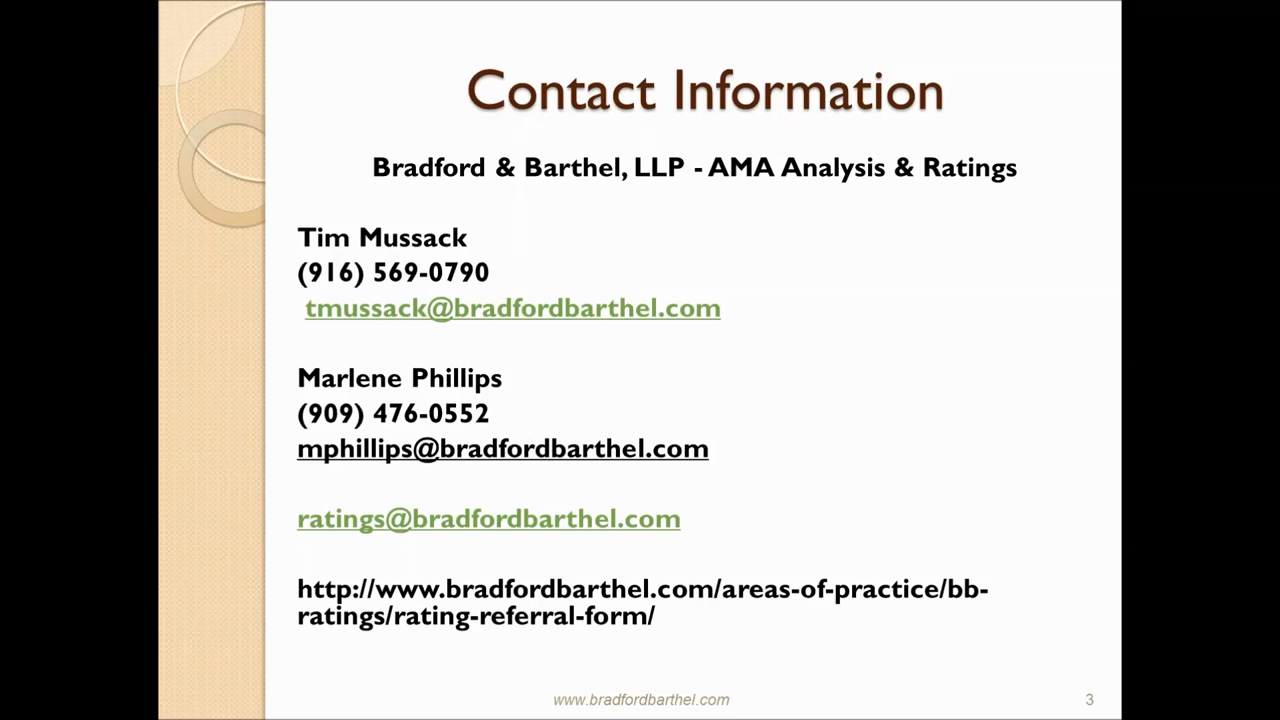 Contact Information
Bradford & Barthel, LLP - AMA Analysis & Ratings
Tim Mussack
(916) 569-0790
tmussack@bradfordbarthel.com
Marlene Phillips
(909) 476-0552
mphillips@bradfordbarthel.com
ratings@bradfordbarthel.com
http://www.bradfordbarthel.com/areas-of-practice/bb-
ratings/rating-referral-form/
www.bradfordbarthel.com
3